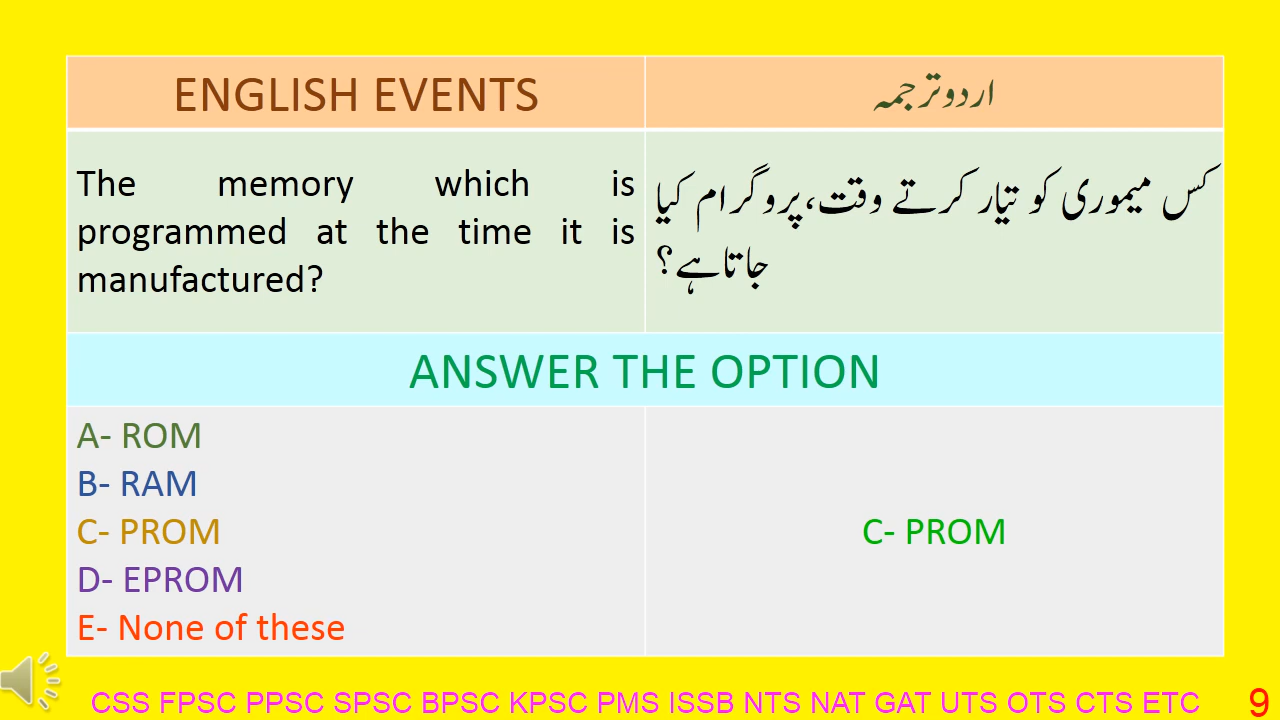 ENGLISH EVENTS
اردو ترجمہ
The memory which is
programmed at the time it is
manufactured?
کس میموری کو تیار کرتے وقت، پروگرام کیا
جاتا ہے؟
ANSWER THE OPTION
A- ROM
B- RAM
C- PROM
D- EPROM
E- None of these
C- PROM
CSS FPSC PPSC SPSC BPSC KPSC PMS ISSB NTS NAT GAT UTS OTS CTS ETC
9